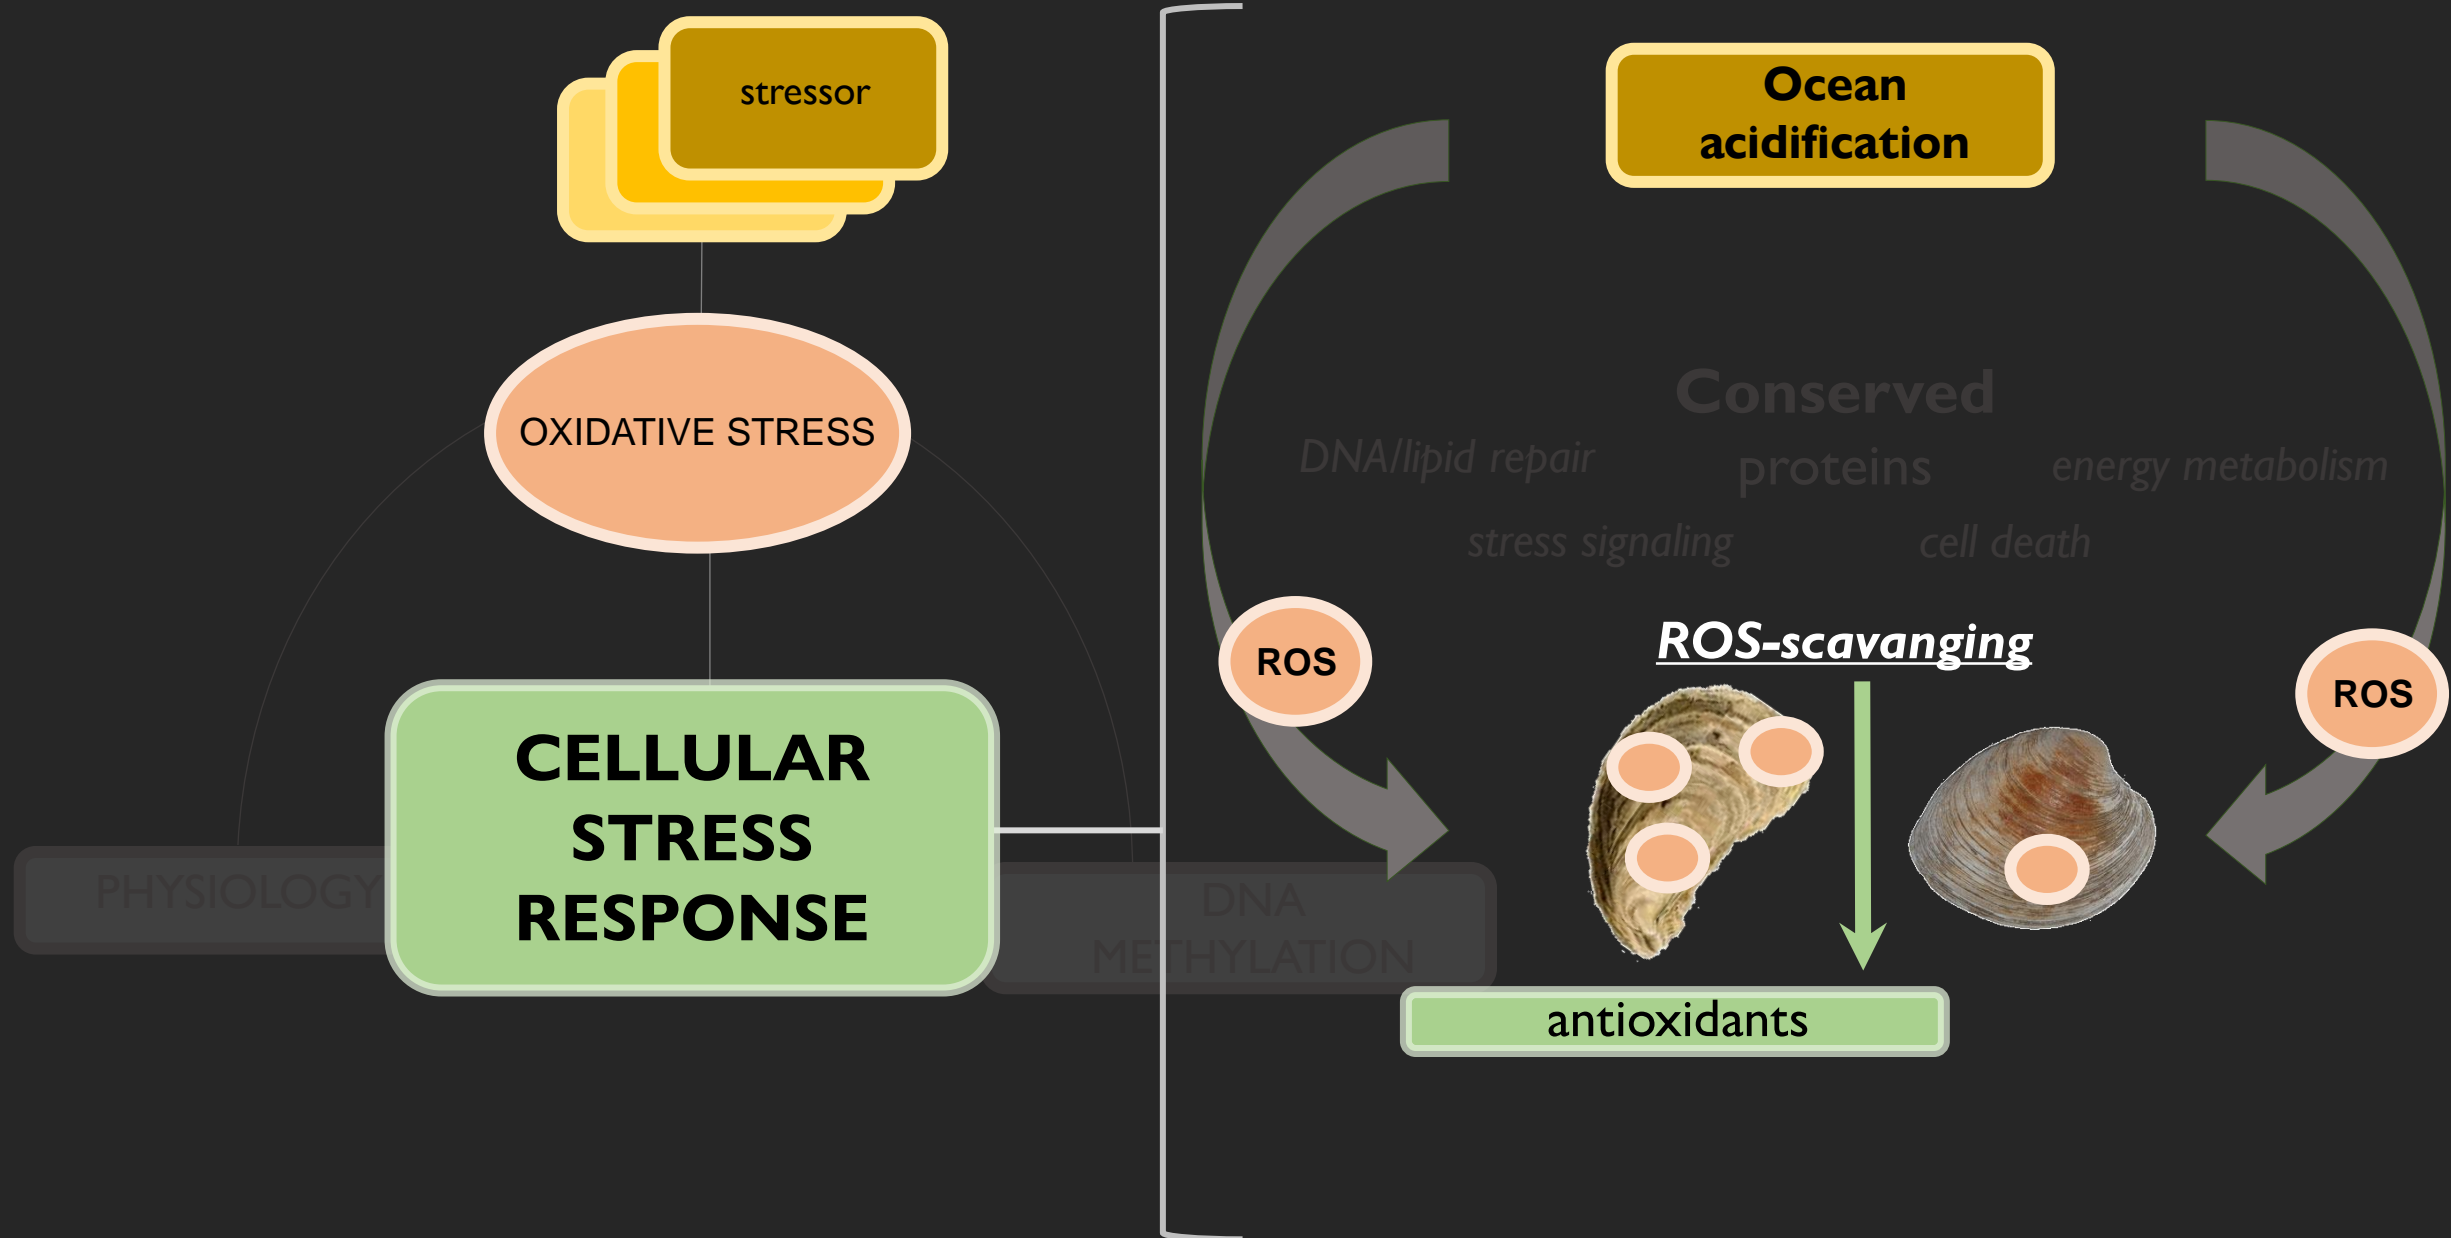 stressor
OXIDATIVE STRESS
CELLULAR
STRESS
RESPONSE
PHYSIOLOGY
DNA
METHYLATION
Ocean
acidification
Conserved
proteins
DNA/lipid repair
energy metabolism
stress signaling
cell death
ROS
ROS-scavanging
ROS
antioxidants